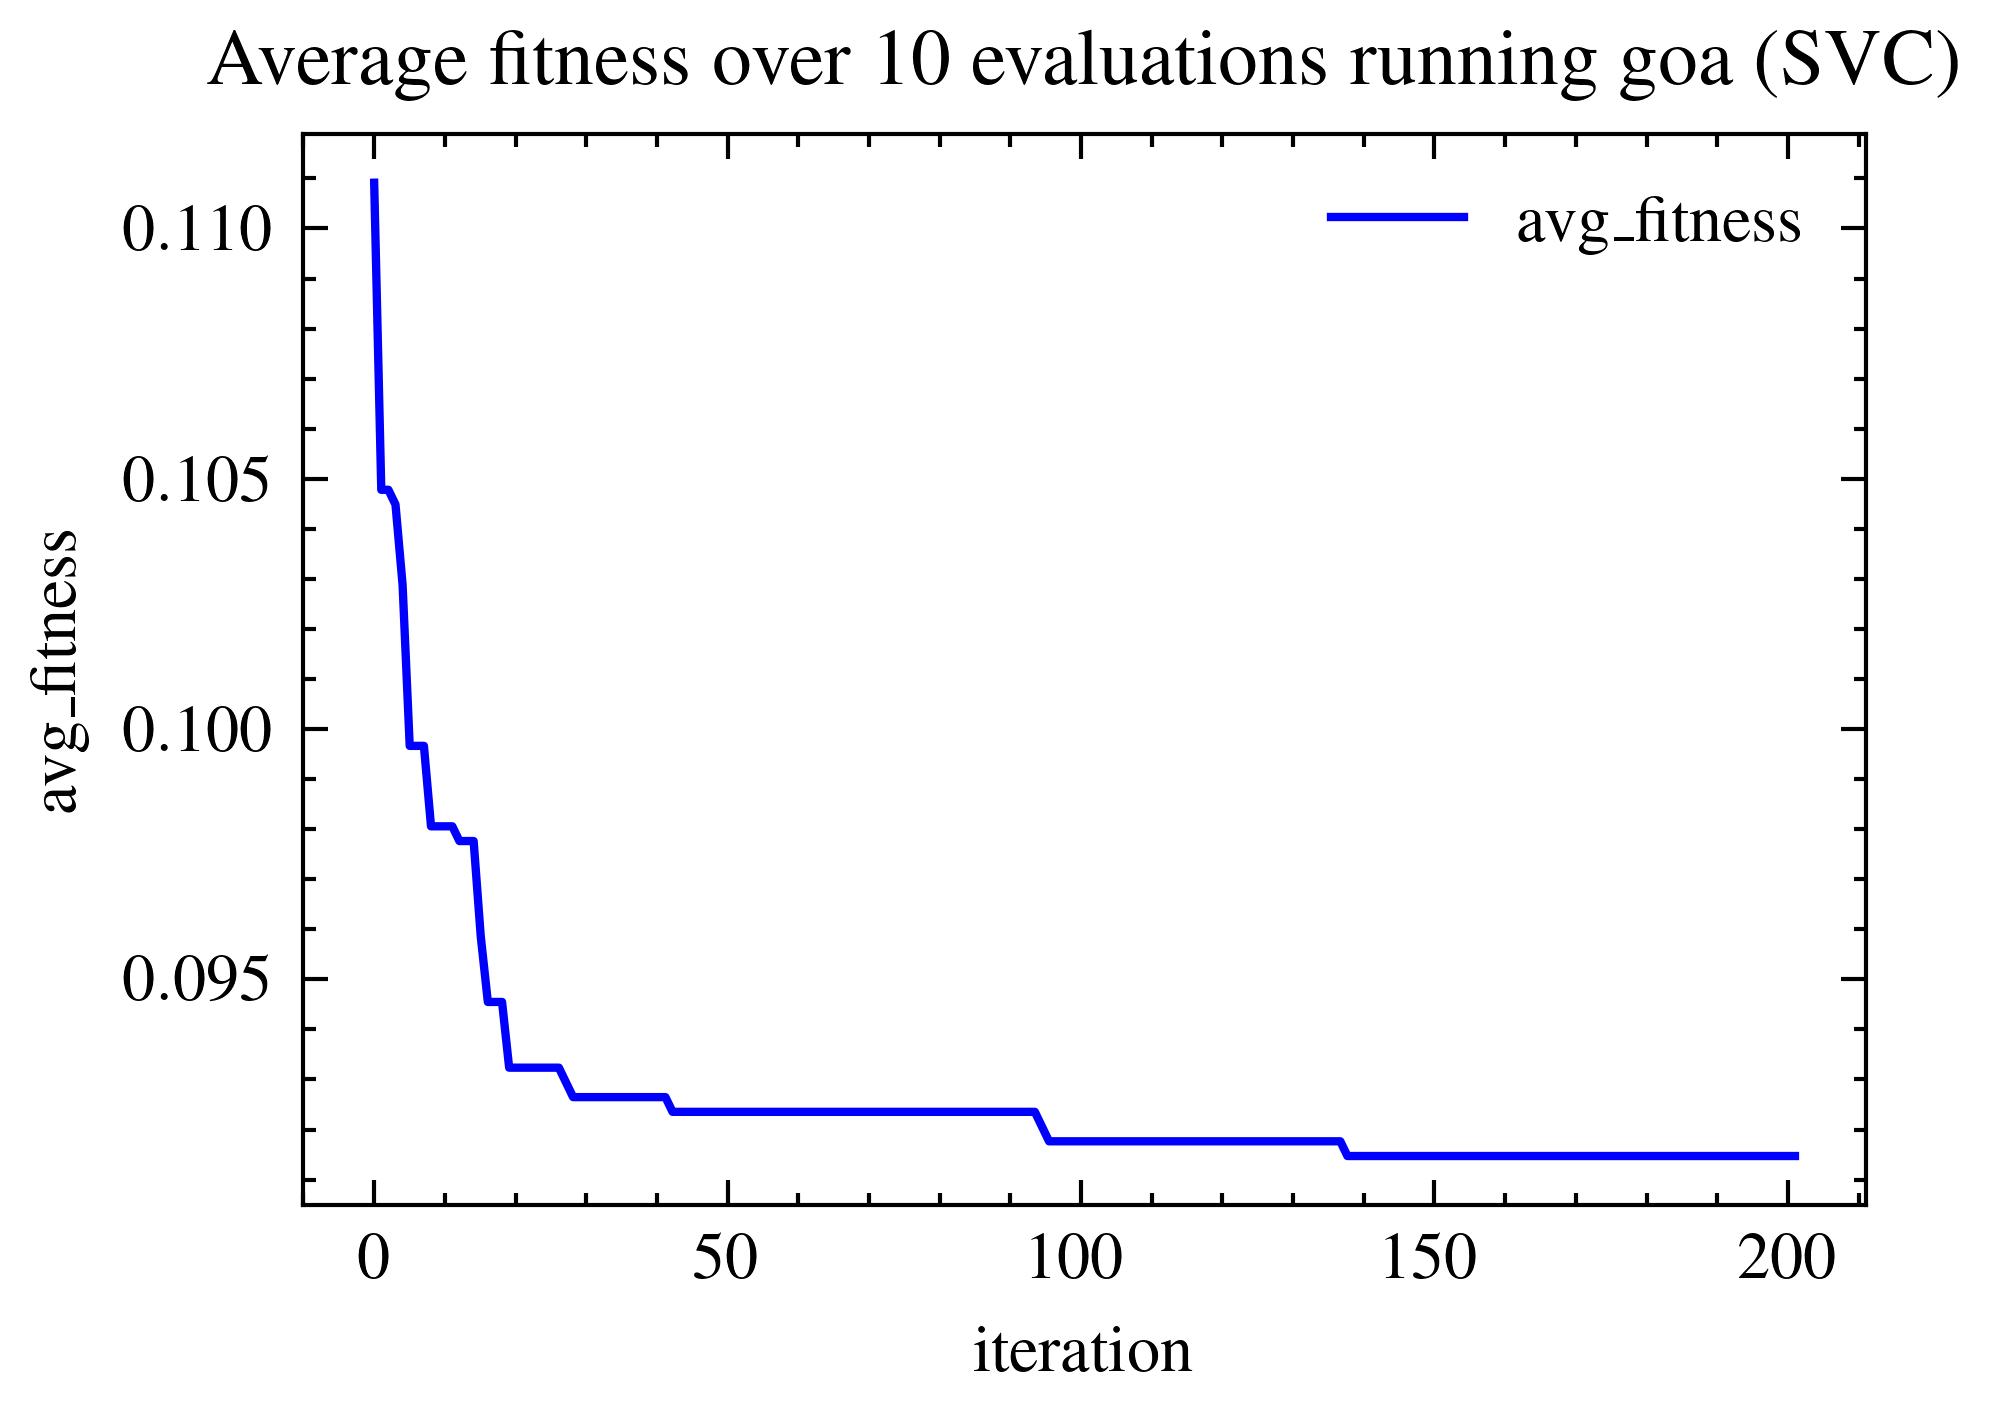 Average fitness over 10 evaluations running goa (SVC)
avg_fitness
0.110
0.105
0.100
0.095
avg_fitness
0 50 100 150 200
iteration